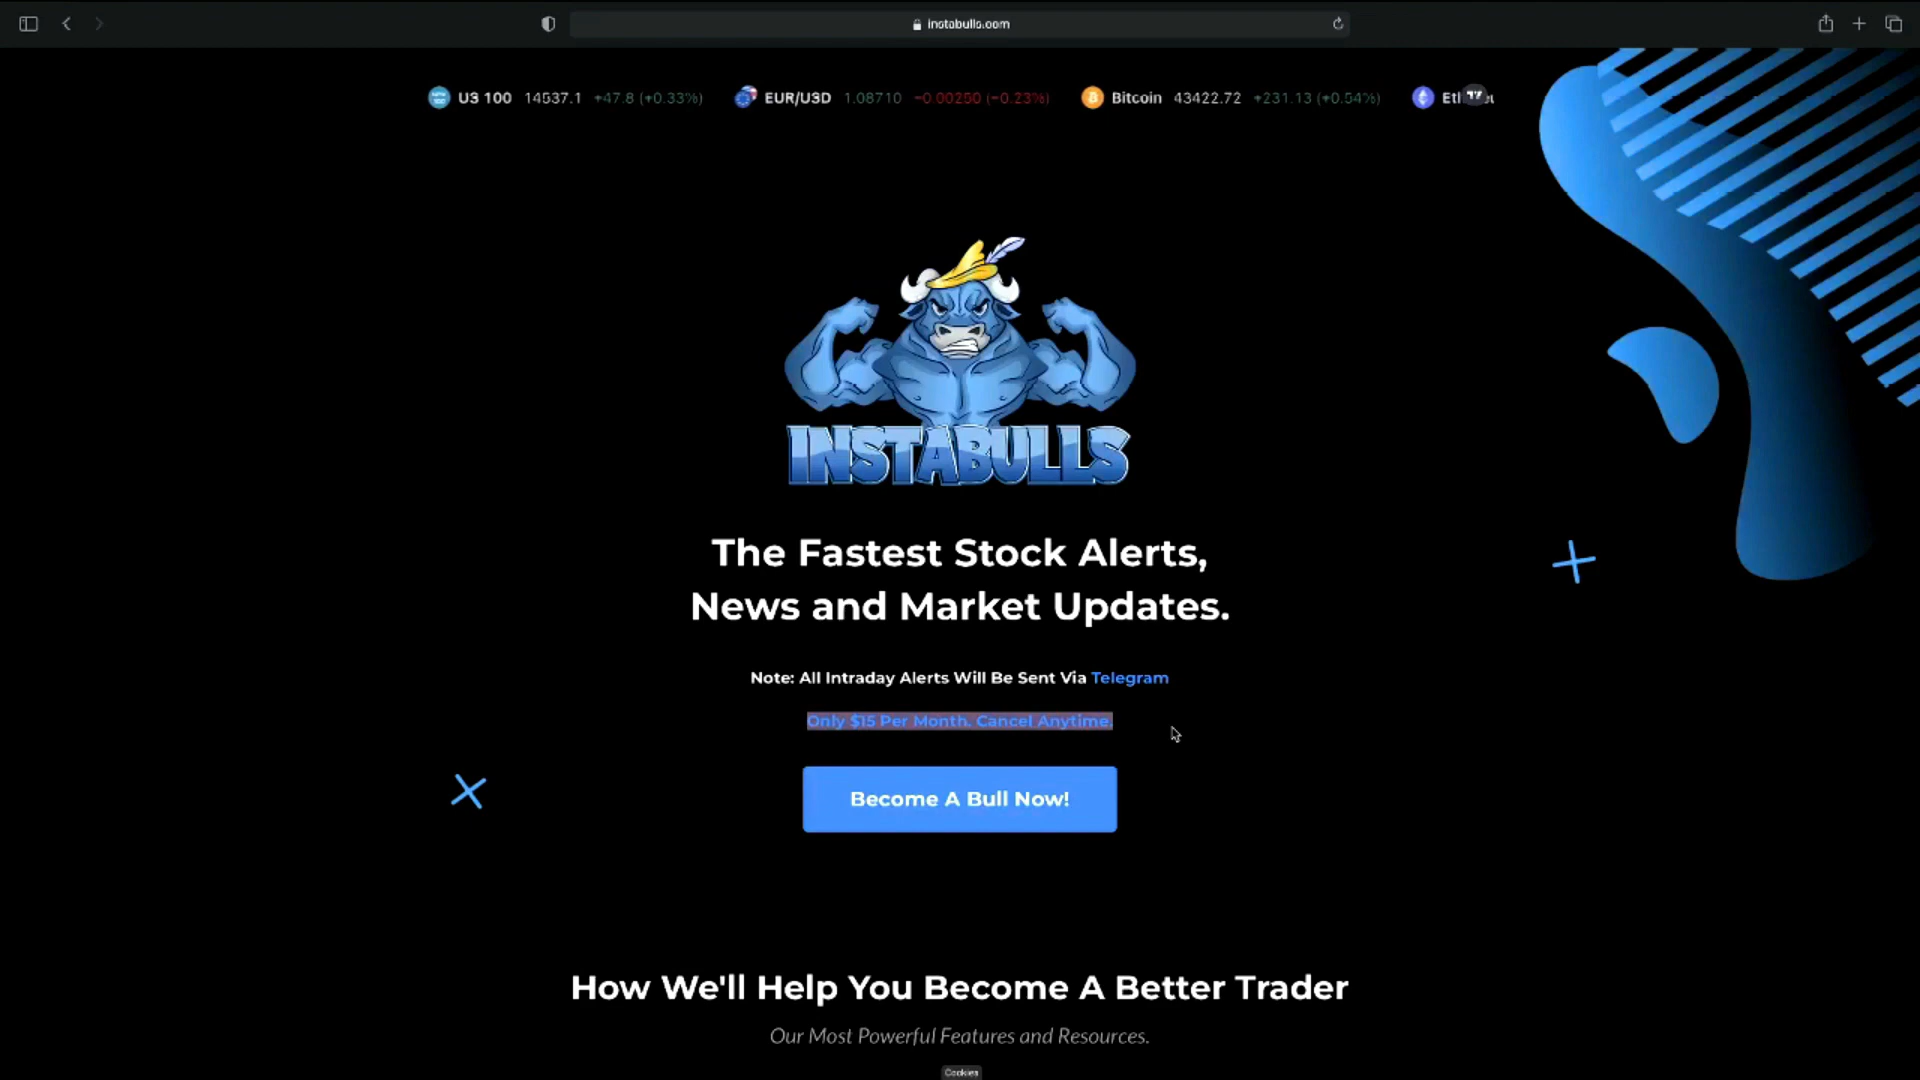 instabulls.com
US 100 14537.1 +47.8 (+0.33%) EUR/USD 1.08710 −0.00250 (−0.23%) Bitcoin 43422.72 +231.13 (+0.54%)
INSTABULLS
The Fastest Stock Alerts,
News and Market Updates.
Note: All Intraday Alerts Will Be Sent Via Telegram
Only $15 Per Month. Cancel Anytime.
Become A Bull Now!
How We'll Help You Become A Better Trader
Our Most Powerful Features and Resources.
Cookies